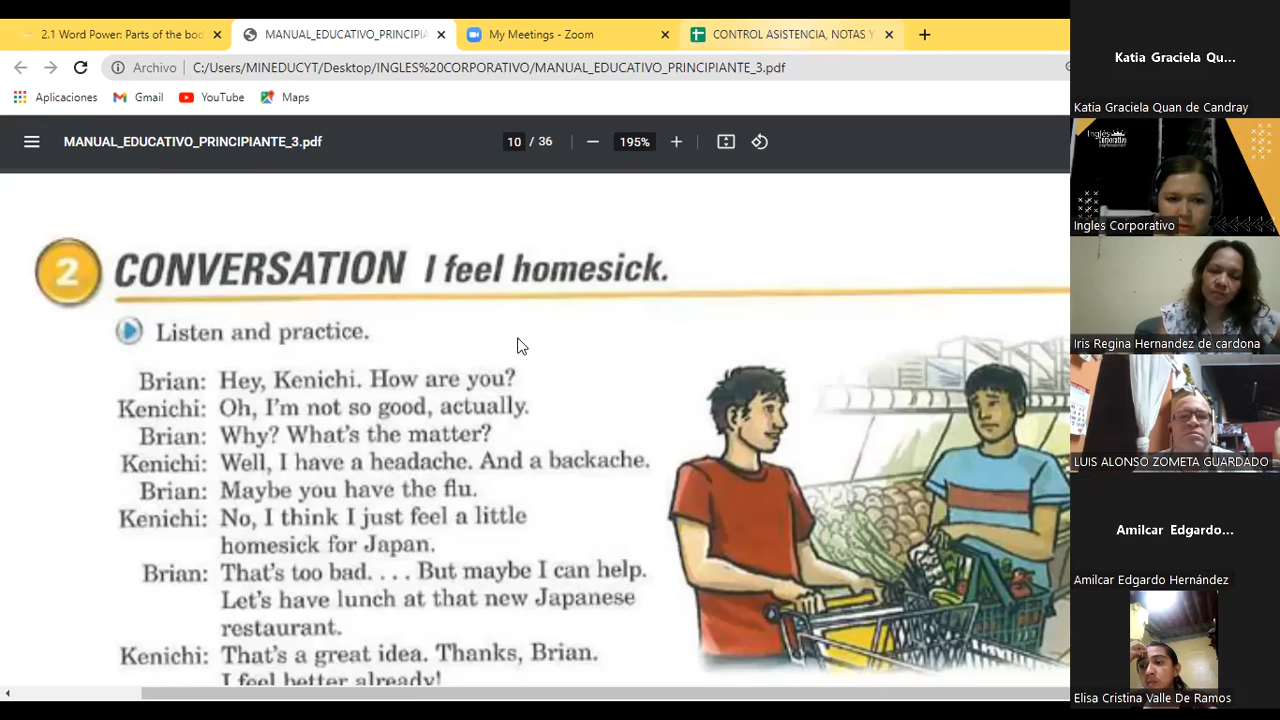 2.1 Word Power: Parts of the bod
MANUAL_EDUCATIVO_PRINCIPIA
My Meetings - Zoom
CONTROL ASISTENCIA, NOTAS Y
Archivo
C:/Users/MINEDUCYT/Desktop/INGLES%20CORPORATIVO/MANUAL_EDUCATIVO_PRINCIPIANTE_3.pdf
Aplicaciones
Gmail
YouTube
Maps
MANUAL_EDUCATIVO_PRINCIPIANTE_3.pdf
10 / 36
195%
2 CONVERSATION I feel homesick.
Listen and practice.
Brian: Hey, Kenichi. How are you?
Kenichi: Oh, I'm not so good, actually.
Brian: Why? What's the matter?
Kenichi: Well, I have a headache. And a backache.
Brian: Maybe you have the flu.
Kenichi: No, I think I just feel a little
homesick for Japan.
Brian: That's too bad. . . . But maybe I can help.
Let's have lunch at that new Japanese
restaurant.
Kenichi: That's a great idea. Thanks, Brian.
I feel better already!
Katia Graciela Qu...
Katia Graciela Quan de Candray
Inglés
Corporativo
Ingles Corporativo
Iris Regina Hernandez de cardona
LUIS ALONSO ZOMETA GUARDADO
Amilcar Edgardo...
Amilcar Edgardo Hernández
Elisa Cristina Valle De Ramos